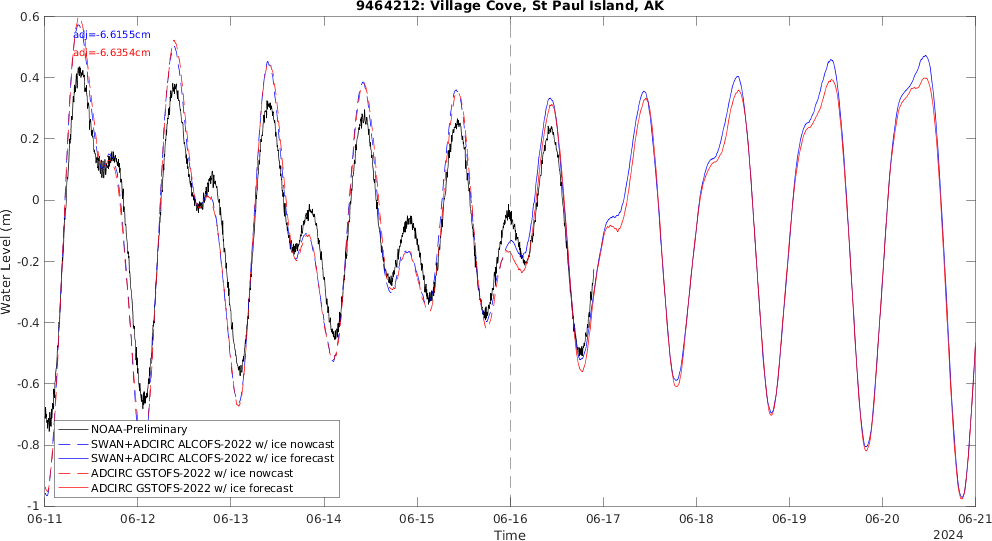 9464212: Village Cove, St Paul Island, AK
adj=-6.6155cm
adj=-6.6354cm
Water Level (m)
0.6
0.4
0.2
0
-0.2
-0.4
-0.6
-0.8
-1
NOAA-Preliminary
SWAN+ADCIRC ALCOFS-2022 w/ ice nowcast
SWAN+ADCIRC ALCOFS-2022 w/ ice forecast
ADCIRC GSTOFS-2022 w/ ice nowcast
ADCIRC GSTOFS-2022 w/ ice forecast
06-11 06-12 06-13 06-14 06-15 06-16 06-17 06-18 06-19 06-20 06-21
Time
2024